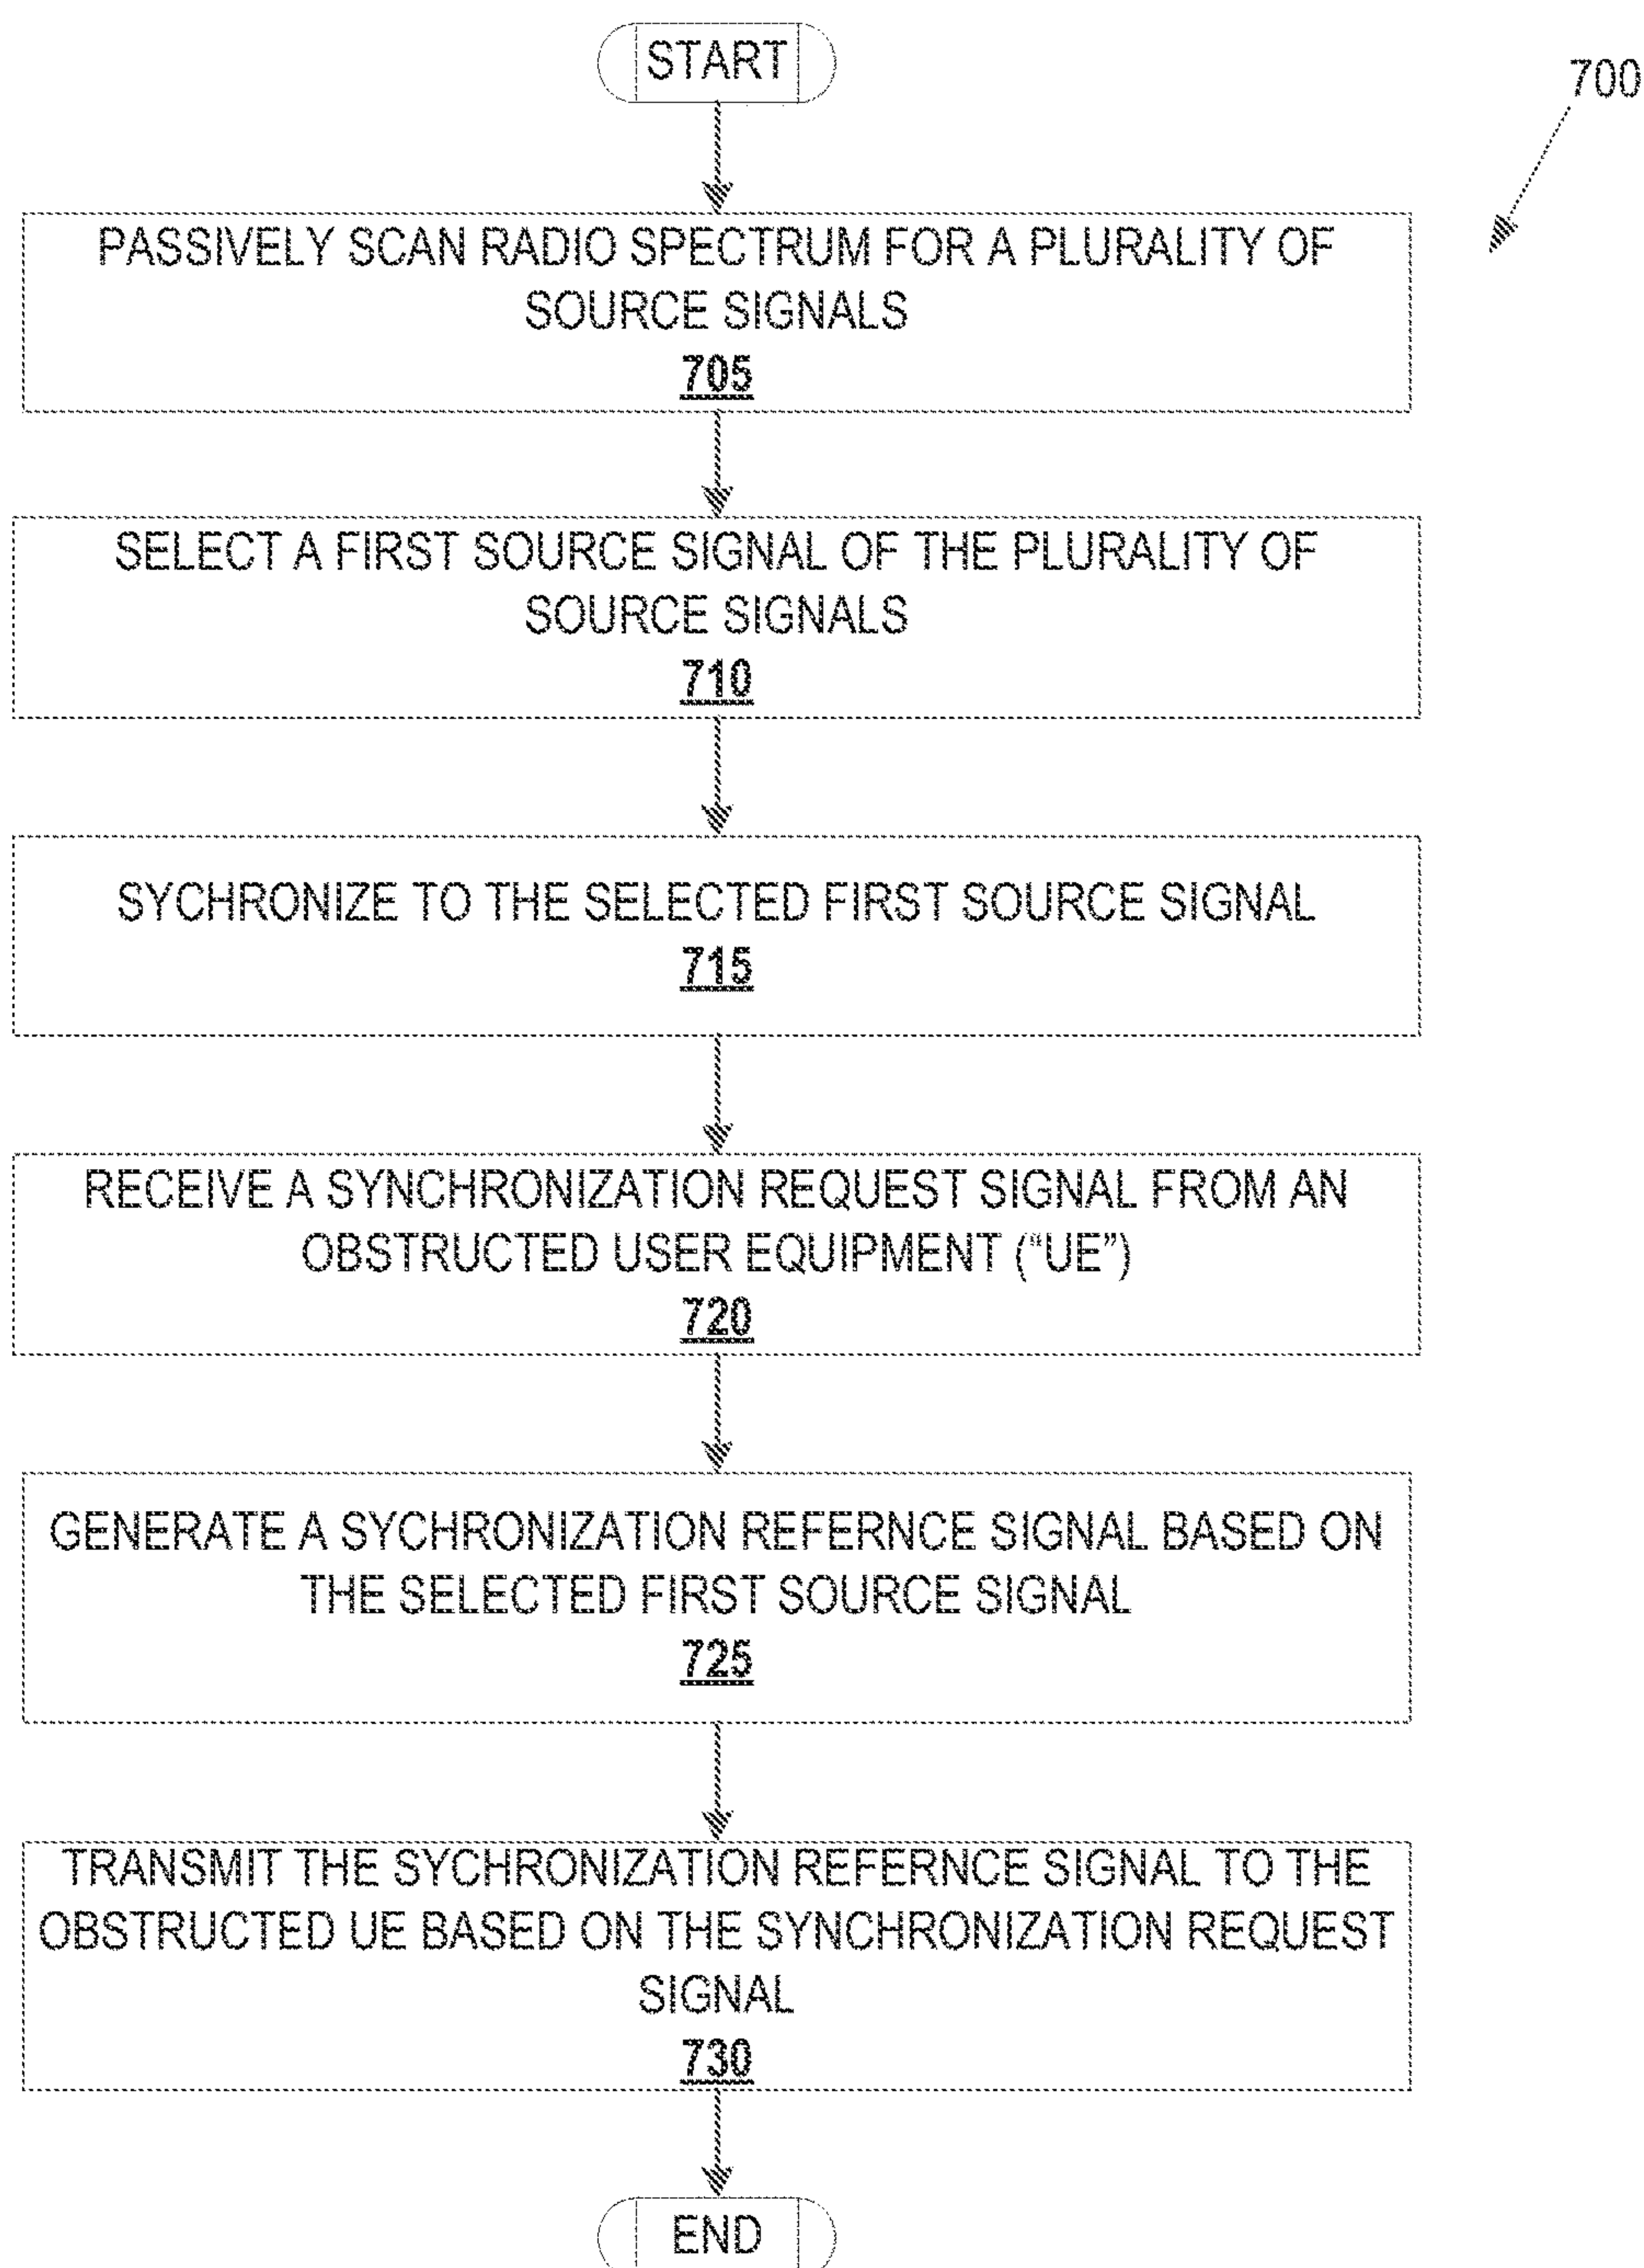 START
700
PASSIVELY SCAN RADIO SPECTRUM FOR A PLURALITY OF
SOURCE SIGNALS
705
SELECT A FIRST SOURCE SIGNAL OF THE PLURALITY OF
SOURCE SIGNALS
710
SYCHRONIZE TO THE SELECTED FIRST SOURCE SIGNAL
715
RECEIVE A SYNCHRONIZATION REQUEST SIGNAL FROM AN
OBSTRUCTED USER EQUIPMENT (“UE”)
720
GENERATE A SYCHRONIZATION REFERNCE SIGNAL BASED ON
THE SELECTED FIRST SOURCE SIGNAL
725
TRANSMIT THE SYCHRONIZATION REFERNCE SIGNAL TO THE
OBSTRUCTED UE BASED ON THE SYNCHRONIZATION REQUEST
SIGNAL
730
END